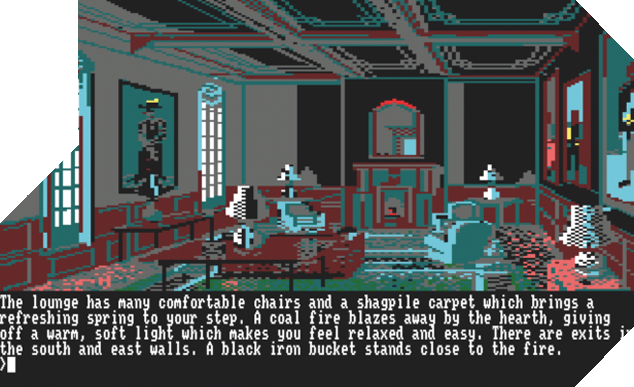 The lounge has many comfortable chairs and a shagpile carpet which brings a
refreshing spring to your step. A coal fire blazes away by the hearth, giving
off a warm, soft light which makes you feel relaxed and easy. There are exits
the south and east walls. A black iron bucket stands close to the fire.
>